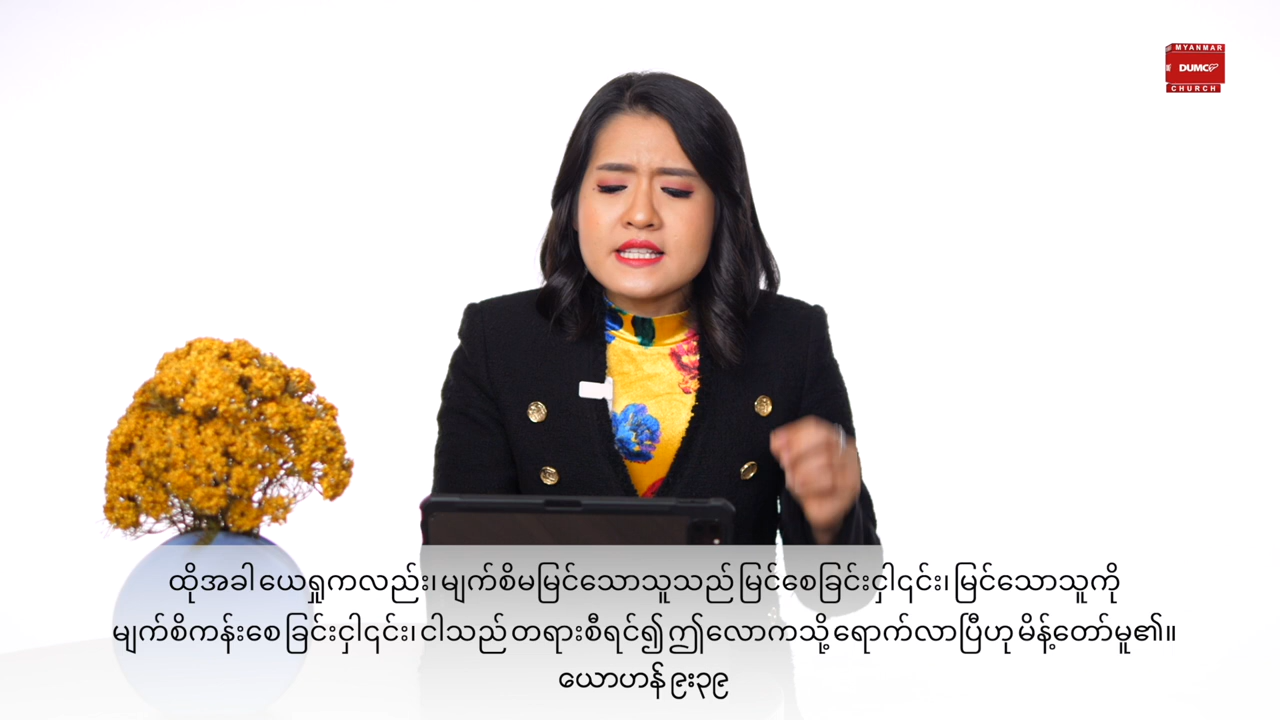 MYANMAR
DUMC
CHURCH
ထိုအခါ ယေရှုကလည်း၊ မျက်စိမမြင်သောသူသည် မြင်စေခြင်းငှါ၎င်း၊ မြင်သောသူကို
မျက်စိကန်းစေခြင်းငှါ၎င်း၊ ငါသည် တရားစီရင်၍ ဤလောကသို့ ရောက်လာပြီဟု မိန့်တော်မူ၏။
ယောဟန် ၉း၃၉